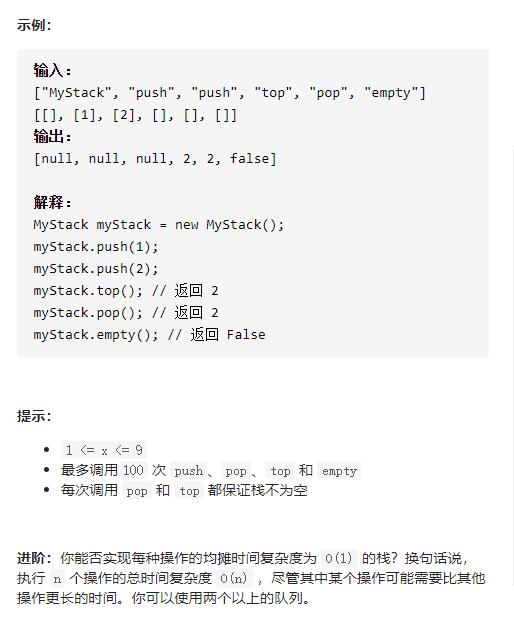 示例：
输入：
["MyStack", "push", "push", "top", "pop", "empty"]
[[], [1], [2], [], [], []]
输出：
[null, null, null, 2, 2, false]
解释：
MyStack myStack = new MyStack();
myStack.push(1);
myStack.push(2);
myStack.top(); // 返回 2
myStack.pop(); // 返回 2
myStack.empty(); // 返回 False
提示：
• 1 <= x <= 9
• 最多调用 100 次 push、pop、top 和 empty
• 每次调用 pop 和 top 都保证栈不为空
进阶：你能否实现每种操作的均摊时间复杂度为 O(1) 的栈？换句话说，
执行 n 个操作的总时间复杂度 O(n) ，尽管其中某个操作可能需要比其他
操作更长的时间。你可以使用两个以上的队列。